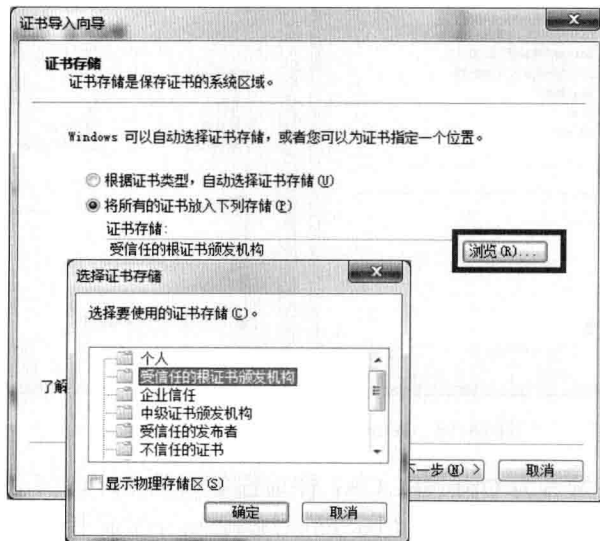 证书导入向导
证书存储
证书存储是保存证书的系统区域。
Windows 可以自动选择证书存储，或者您可以为证书指定一个位置。
根据证书类型，自动选择证书存储(U)
将所有的证书放入下列存储(P)
证书存储:
受信任的根证书颁发机构
浏览(R)...
选择证书存储
选择要使用的证书存储(C)。
个人
受信任的根证书颁发机构
企业信任
中级证书颁发机构
受信任的发布者
不信任的证书
显示物理存储区(S)
确定 取消
了解
下一步(N) > 取消